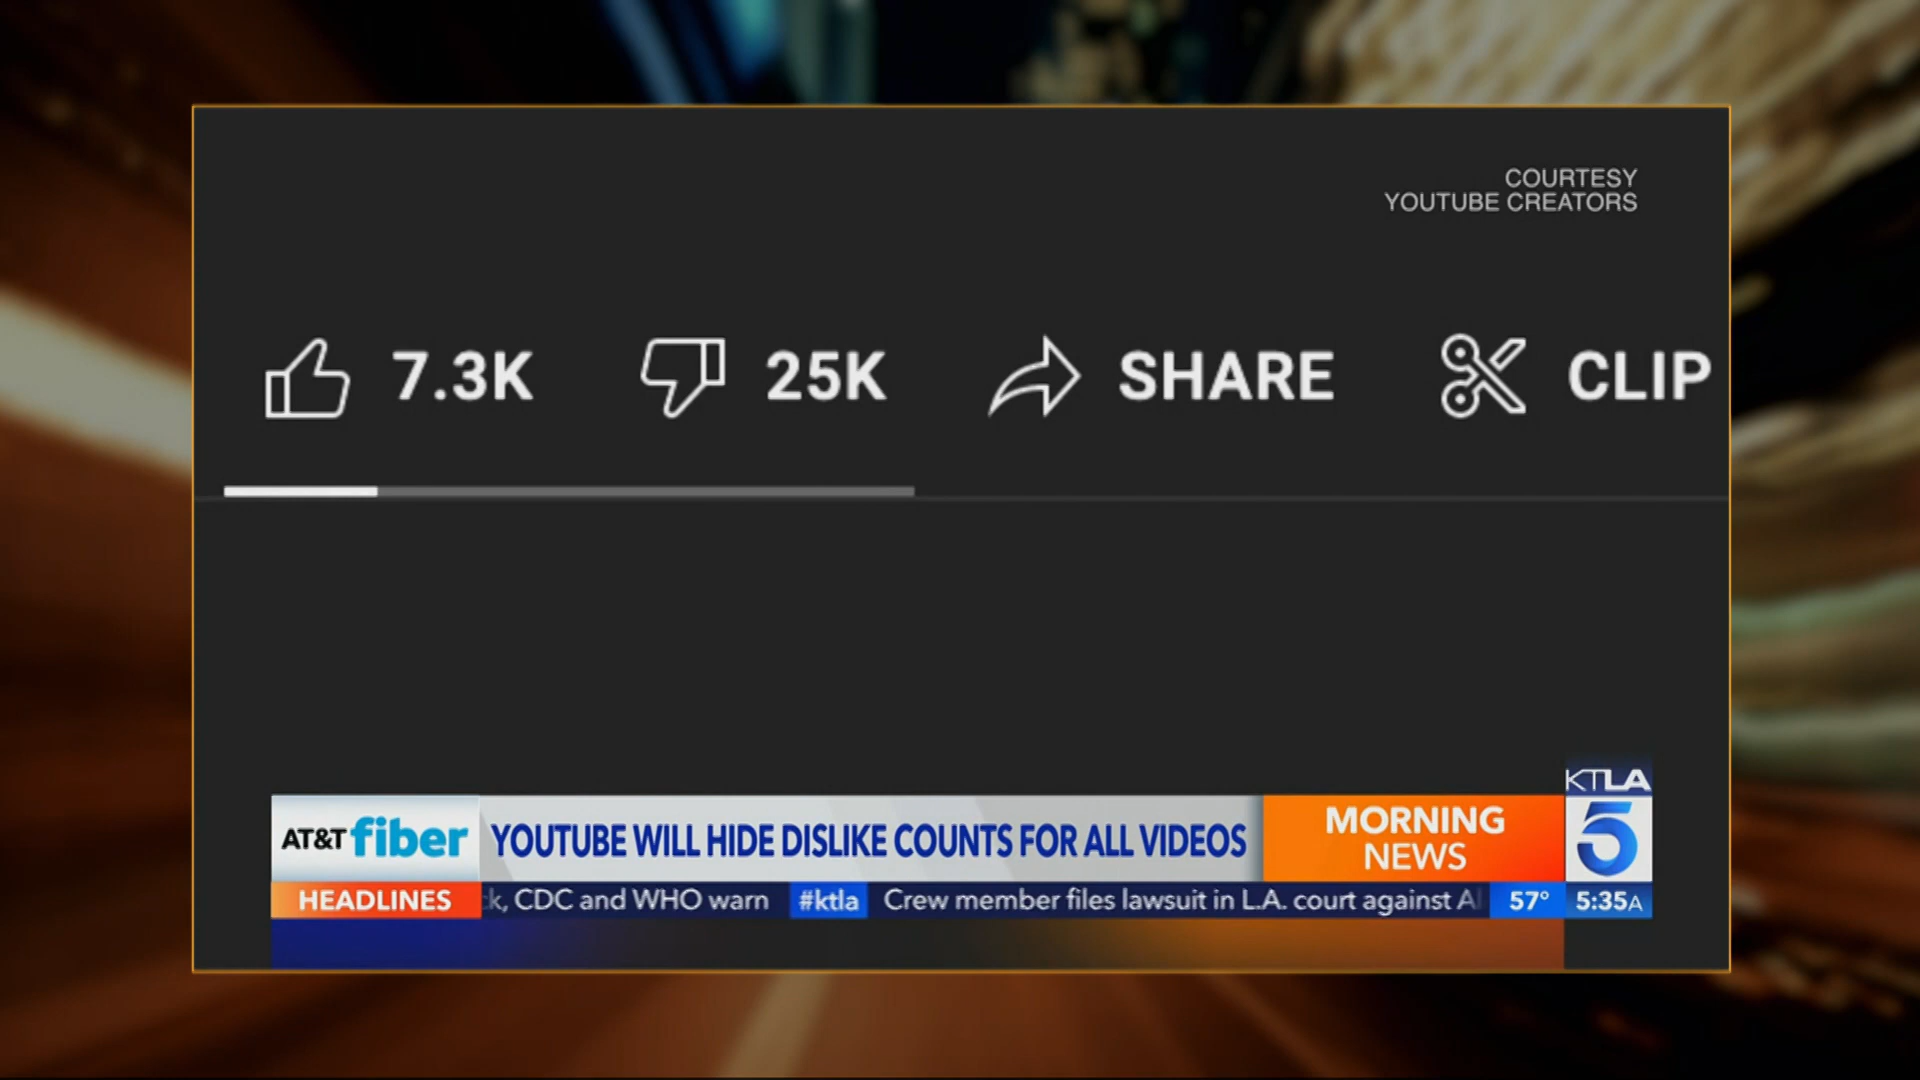 COURTESY
YOUTUBE CREATORS
7.3K 25K SHARE CLIP
KTLA
AT&T fiber YOUTUBE WILL HIDE DISLIKE COUNTS FOR ALL VIDEOS MORNING NEWS 5
HEADLINES CDC and WHO warn #ktla Crew member files lawsuit in L.A. court against 57° 5:35A